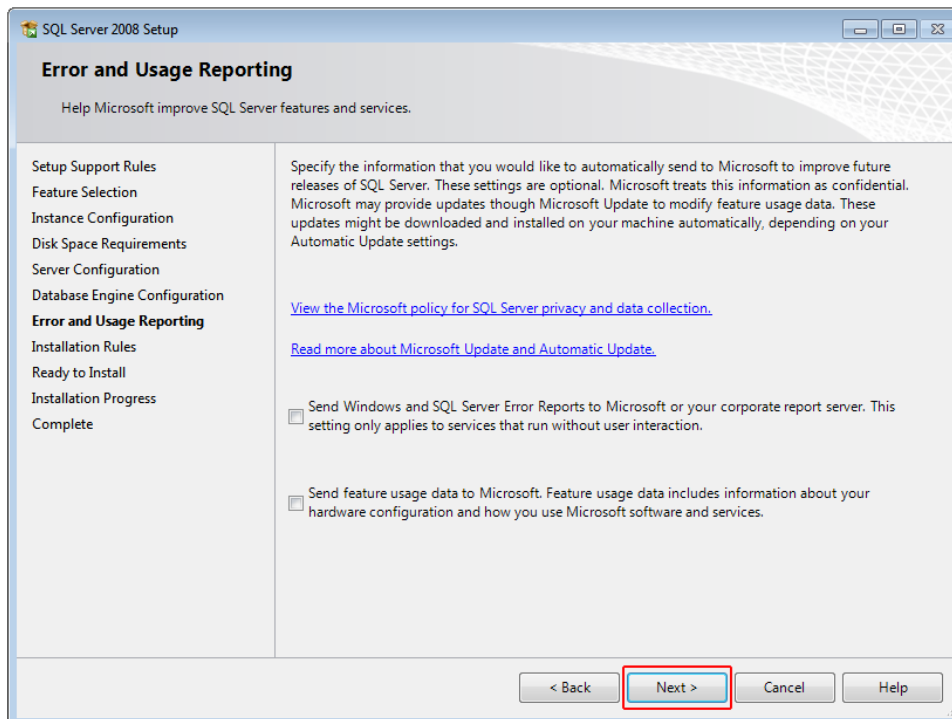 SQL Server 2008 Setup
Error and Usage Reporting
Help Microsoft improve SQL Server features and services.
Setup Support Rules
Feature Selection
Instance Configuration
Disk Space Requirements
Server Configuration
Database Engine Configuration
Error and Usage Reporting
Installation Rules
Ready to Install
Installation Progress
Complete
Specify the information that you would like to automatically send to Microsoft to improve future
releases of SQL Server. These settings are optional. Microsoft treats this information as confidential.
Microsoft may provide updates though Microsoft Update to modify feature usage data. These
updates might be downloaded and installed on your machine automatically, depending on your
Automatic Update settings.
View the Microsoft policy for SQL Server privacy and data collection.
Read more about Microsoft Update and Automatic Update.
Send Windows and SQL Server Error Reports to Microsoft or your corporate report server. This
setting only applies to services that run without user interaction.
Send feature usage data to Microsoft. Feature usage data includes information about your
hardware configuration and how you use Microsoft software and services.
< Back
Next >
Cancel
Help